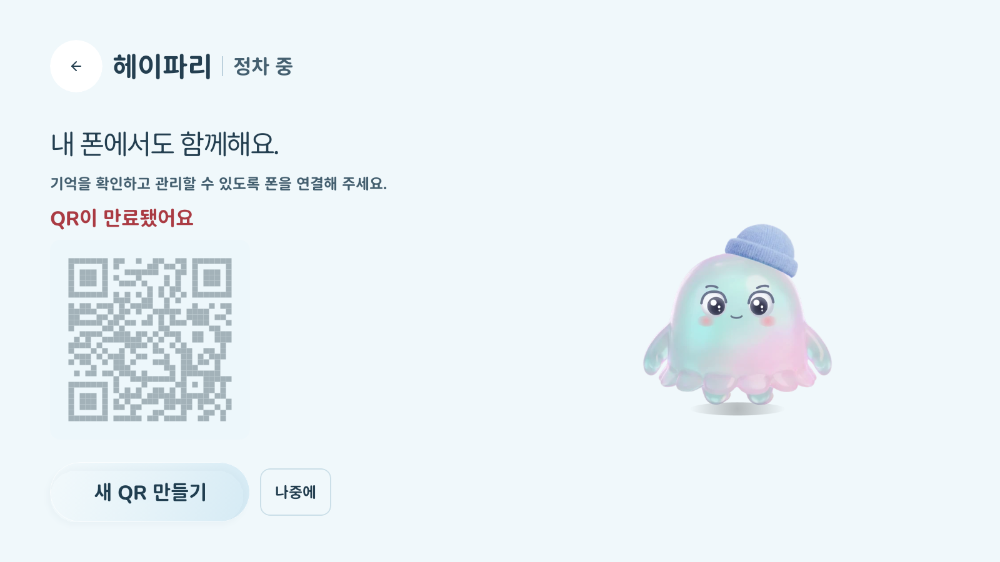 헤이파리 정차 중
내 폰에서도 함께해요.
기억을 확인하고 관리할 수 있도록 폰을 연결해 주세요.
QR이 만료됐어요
새 QR 만들기
나중에